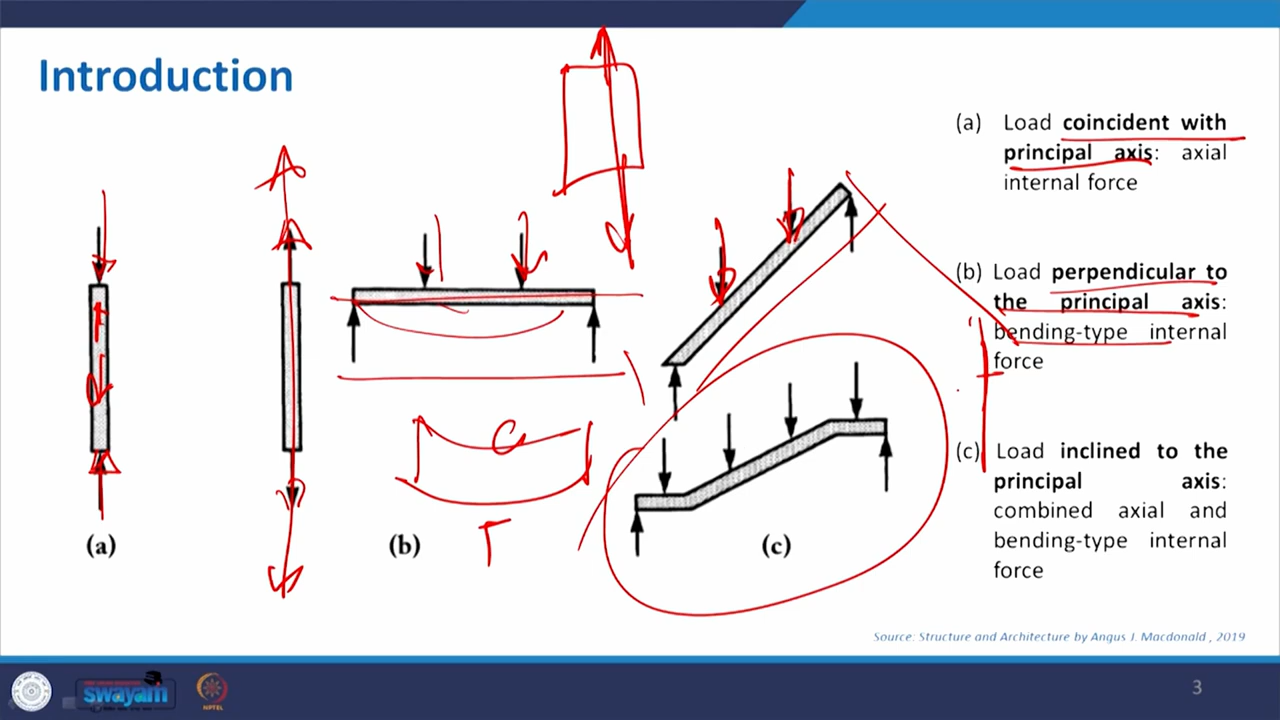 Introduction
(a) Load coincident with
principal axis: axial
internal force
(b) Load perpendicular to
the principal axis:
bending-type internal
force
(c) Load inclined to the
principal axis:
combined axial and
bending-type internal
force
C
T
(a)
(b)
(c)
Source: Structure and Architecture by Angus J. Macdonald , 2019
swayam
NPTEL
3